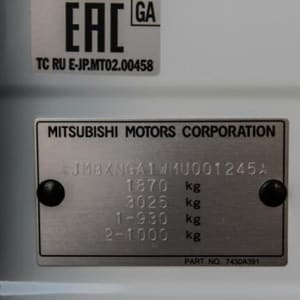 EAC
GA
TC RU E-JP.MT02.00458
MITSUBISHI MOTORS CORPORATION
*JMBXNGA1WMU001245*
1870 kg
3025 kg
1-930 kg
2-1000 kg
PART NO. 7430A391